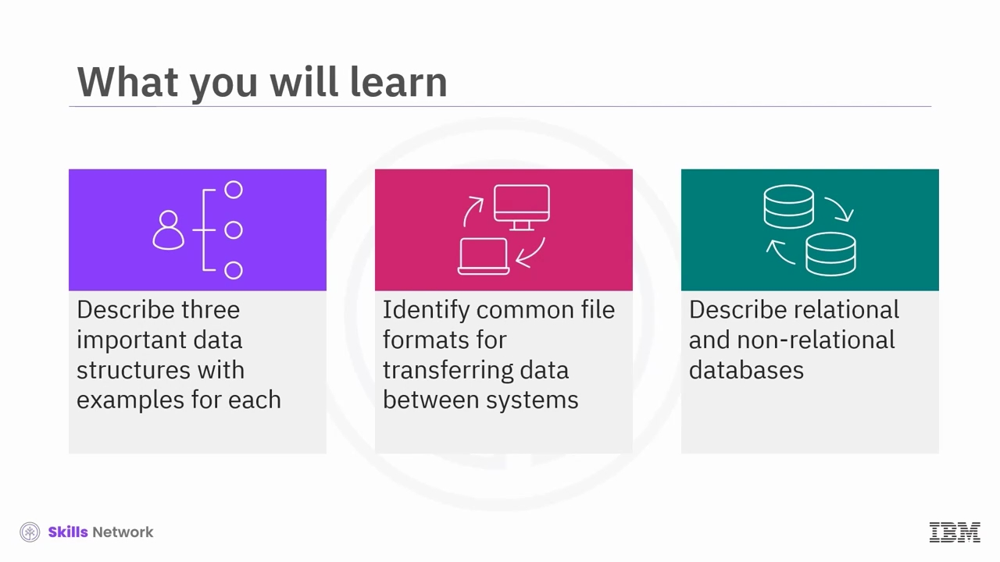 What you will learn
Describe three
important data
structures with
examples for each
Identify common file
formats for
transferring data
between systems
Describe relational
and non-relational
databases
Skills Network
IBM